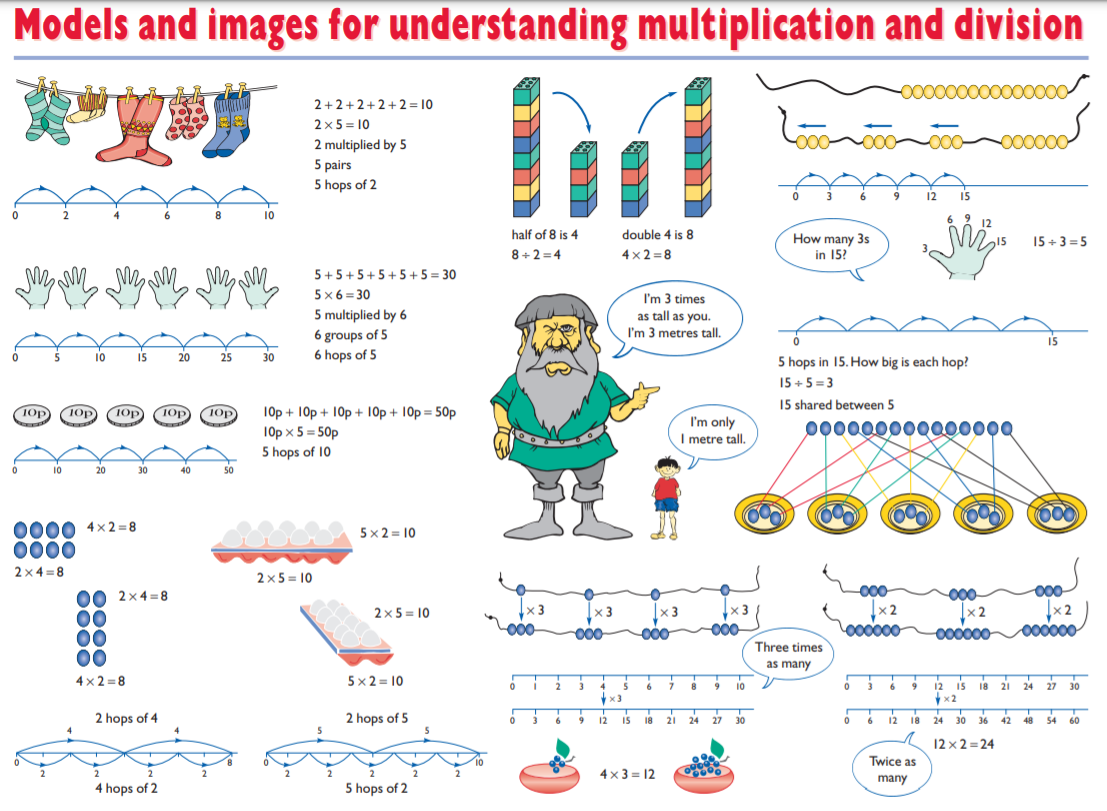 Models and images for understanding multiplication and division
2 + 2 + 2 + 2 + 2 = 10
2 × 5 = 10
2 multiplied by 5
5 pairs
5 hops of 2
0 2 4 6 8 10
5 + 5 + 5 + 5 + 5 + 5 = 30
5 × 6 = 30
5 multiplied by 6
6 groups of 5
6 hops of 5
0 5 10 15 20 25 30
10p 10p 10p 10p 10p
10p + 10p + 10p + 10p + 10p = 50p
10p × 5 = 50p
5 hops of 10
0 10 20 30 40 50
4 × 2 = 8
2 × 4 = 8
5 × 2 = 10
2 × 5 = 10
2 × 4 = 8
4 × 2 = 8
2 × 5 = 10
5 × 2 = 10
2 hops of 4
4 4
0 8
2 2 2 2
4 hops of 2
2 hops of 5
5 5
0 10
2 2 2 2 2
5 hops of 2
half of 8 is 4
8 ÷ 2 = 4
double 4 is 8
4 × 2 = 8
I'm 3 times
as tall as you.
I'm 3 metres tall.
I'm only
1 metre tall.
× 3 × 3 × 3 × 3
Three times
as many
0 1 2 3 4 5 6 7 8 9 10
× 3
0 3 6 9 12 15 18 21 24 27 30
4 × 3 = 12
0 3 6 9 12 15
How many 3s
in 15?
3 6 9 12 15
15 ÷ 3 = 5
0 15
5 hops in 15. How big is each hop?
15 ÷ 5 = 3
15 shared between 5
× 2 × 2 × 2
0 3 6 9 12 15 18 21 24 27 30
× 2
0 6 12 18 24 30 36 42 48 54 60
12 × 2 = 24
Twice as
many